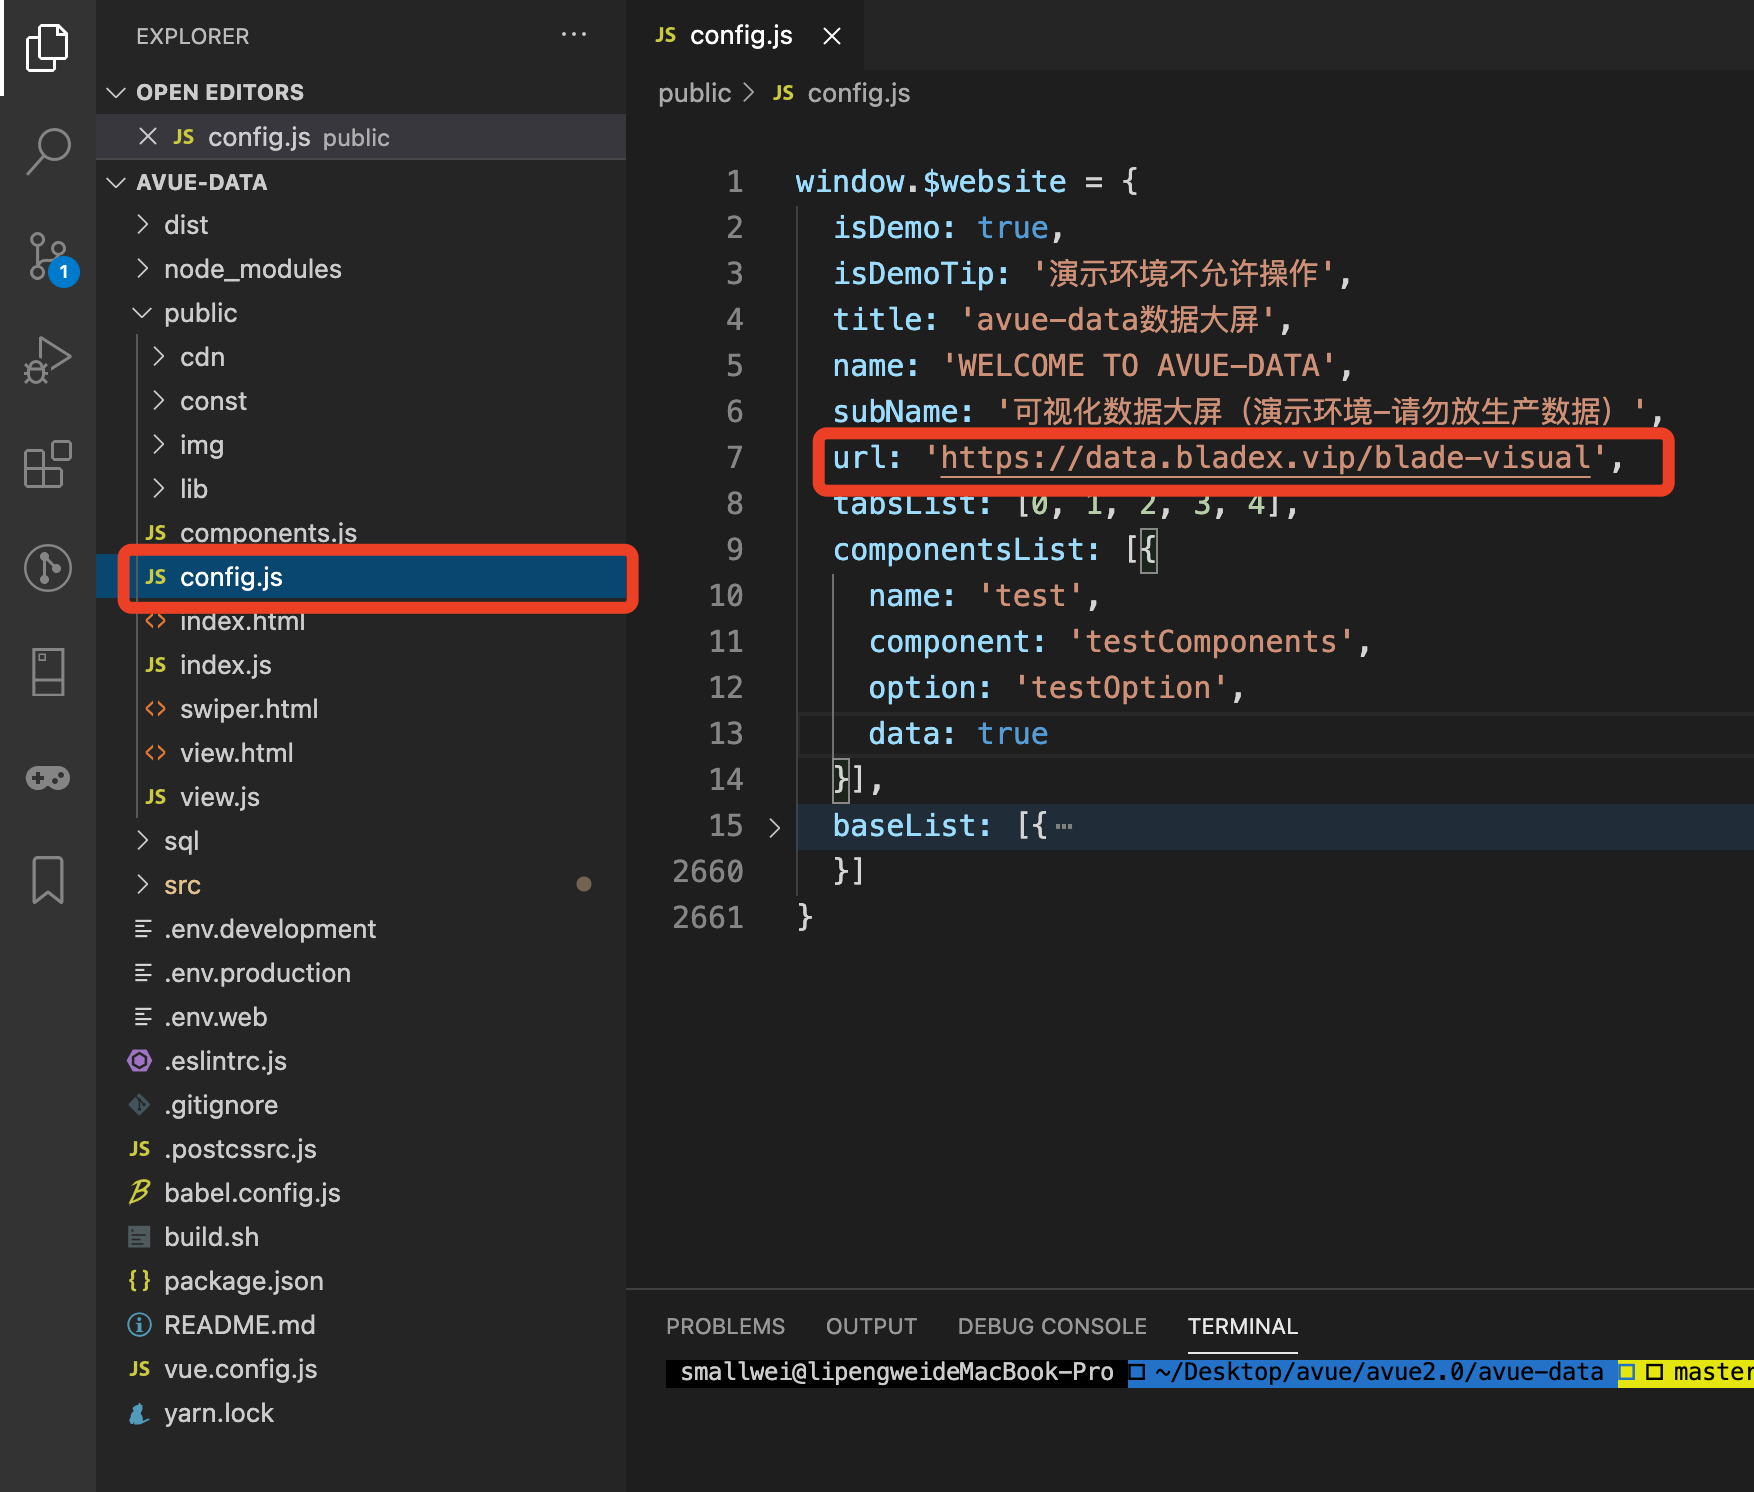 EXPLORER
OPEN EDITORS
JS config.js public
AVUE-DATA
dist
node_modules
public
cdn
const
img
lib
JS components.js
JS config.js
<> index.html
JS index.js
<> swiper.html
<> view.html
JS view.js
sql
src
.env.development
.env.production
.env.web
.eslintrc.js
.gitignore
JS .postcssrc.js
babel.config.js
build.sh
{} package.json
README.md
JS vue.config.js
yarn.lock
1
JS config.js
public > JS config.js
1 window.$website = {
2 isDemo: true,
3 isDemoTip: '演示环境不允许操作',
4 title: 'avue-data数据大屏',
5 name: 'WELCOME TO AVUE-DATA',
6 subName: '可视化数据大屏（演示环境-请勿放生产数据）',
7 url: 'https://data.bladex.vip/blade-visual',
8 tabsList: [0, 1, 2, 3, 4],
9 componentsList: [{
10 name: 'test',
11 component: 'testComponents',
12 option: 'testOption',
13 data: true
14 }],
15 baseList: [{…
2660 }]
2661 }
PROBLEMS OUTPUT DEBUG CONSOLE TERMINAL
smallwei@lipengweideMacBook-Pro ~/Desktop/avue/avue2.0/avue-data master